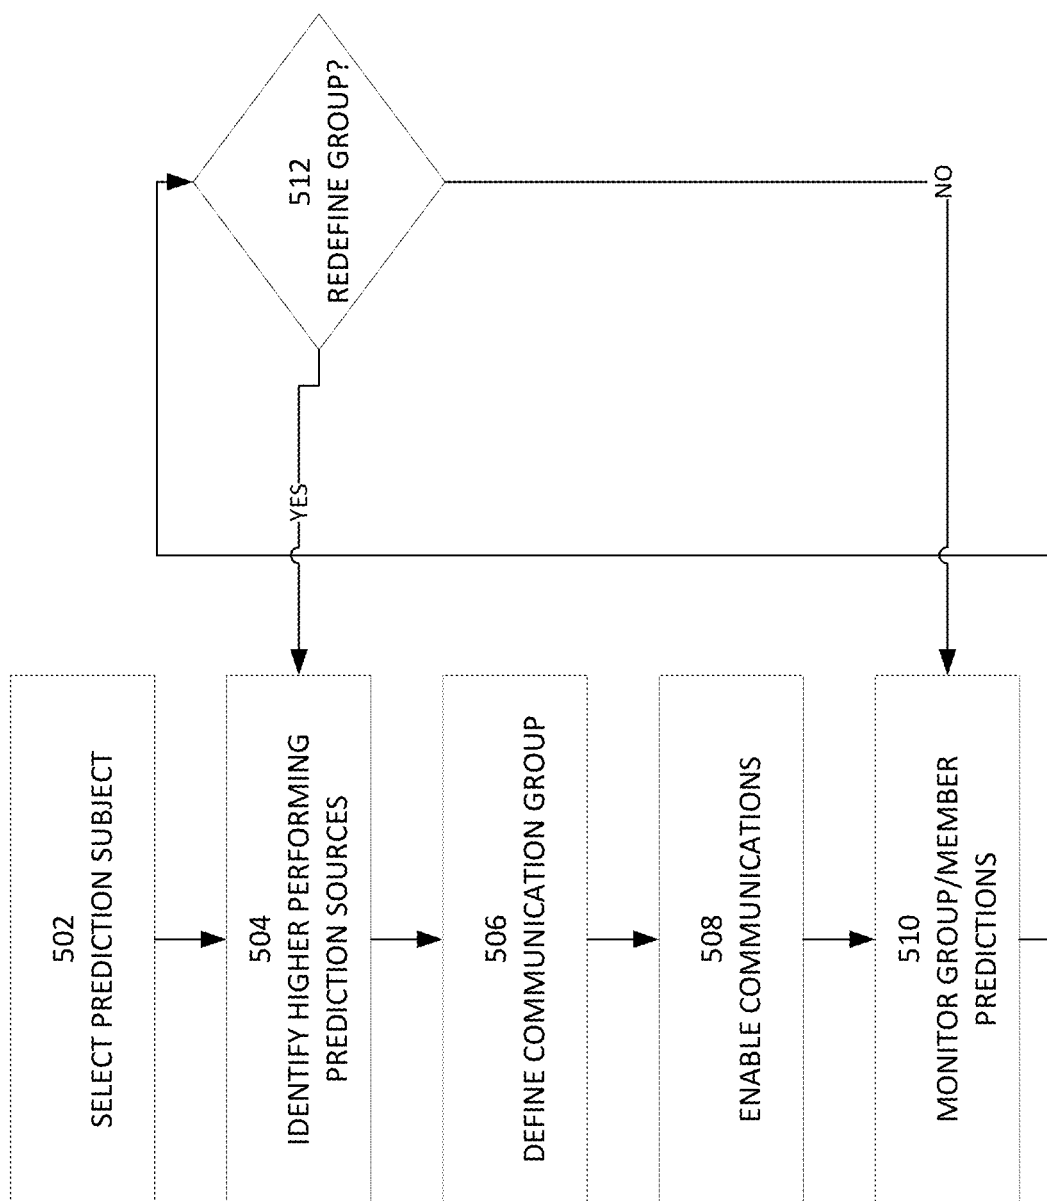 502
SELECT PREDICTION SUBJECT
504
IDENTIFY HIGHER PERFORMING
PREDICTION SOURCES
506
DEFINE COMMUNICATION GROUP
508
ENABLE COMMUNICATIONS
510
MONITOR GROUP/MEMBER
PREDICTIONS
512
REDEFINE GROUP?
YES
NO